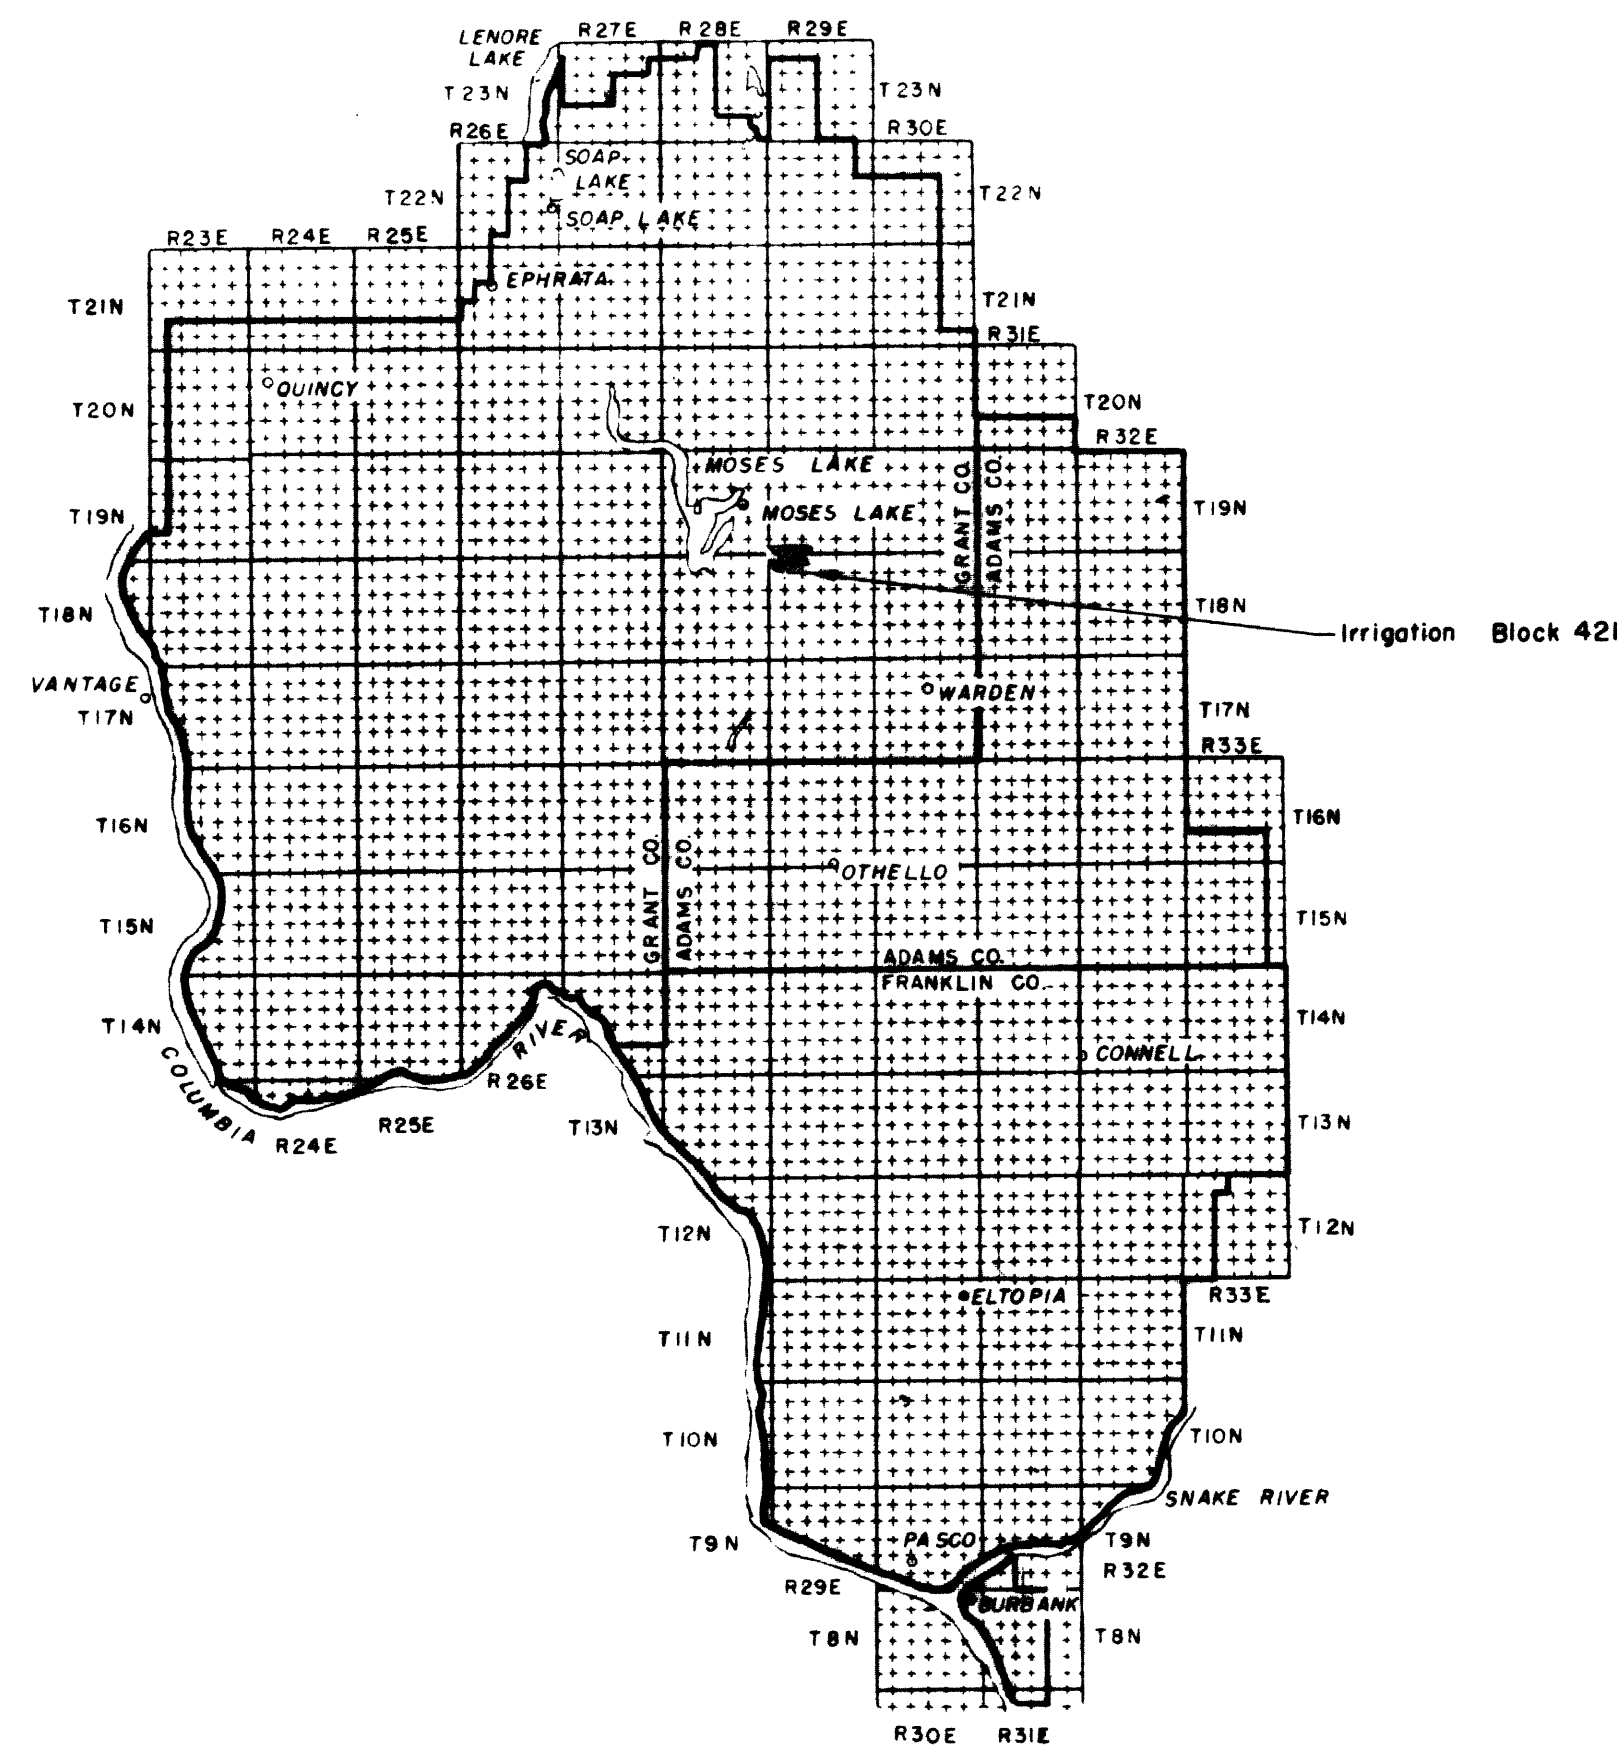 LENORE
LAKE
R27E
R28E
R29E
T23N
T23N
R26E
R30E
SOAP
LAKE
T22N
T22N
SOAP LAKE
R23E
R24E
R25E
EPHRATA
T21N
T21N
R31E
QUINCY
T20N
T20N
R32E
MOSES LAKE
MOSES LAKE
GRANT CO.
ADAMS CO.
T19N
T19N
T18N
T18N
Irrigation Block 421
VANTAGE
WARDEN
T17N
T17N
R33E
T16N
T16N
GRANT CO.
ADAMS CO.
OTHELLO
T15N
T15N
ADAMS CO.
FRANKLIN CO.
T14N
T14N
COLUMBIA
RIVER
CONNELL
R26E
R25E
R24E
T13N
T13N
T12N
T12N
ELTOPIA
R33E
T11N
T11N
T10N
T10N
SNAKE RIVER
T9N
PASCO
T9N
R32E
R29E
BURBANK
T8N
T8N
R30E
R31E